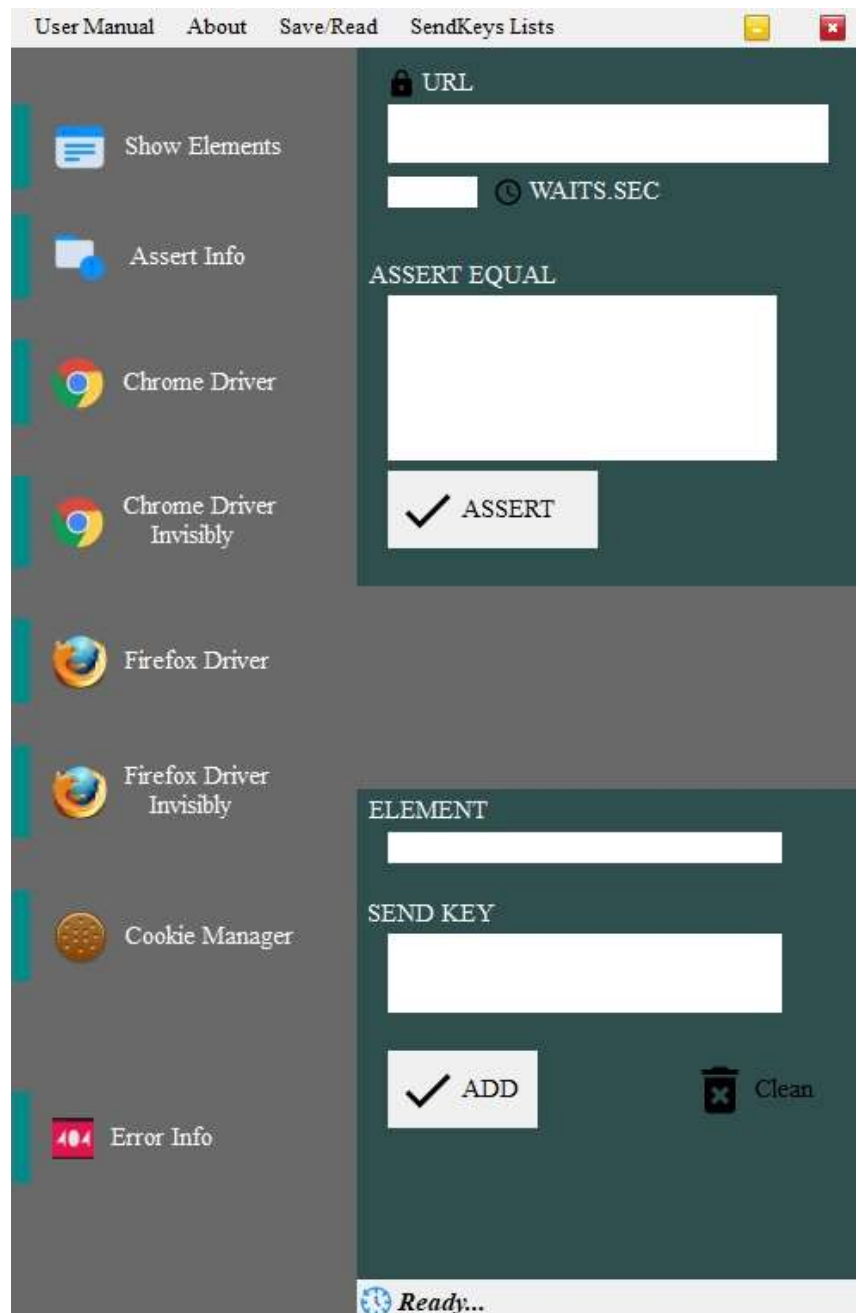 User Manual About Save/Read SendKeys Lists
Show Elements
Assert Info
Chrome Driver
Chrome Driver
Invisibly
Firefox Driver
Firefox Driver
Invisibly
Cookie Manager
404 Error Info
URL
WAITS.SEC
ASSERT EQUAL
ASSERT
ELEMENT
SEND KEY
ADD Clean
Ready...